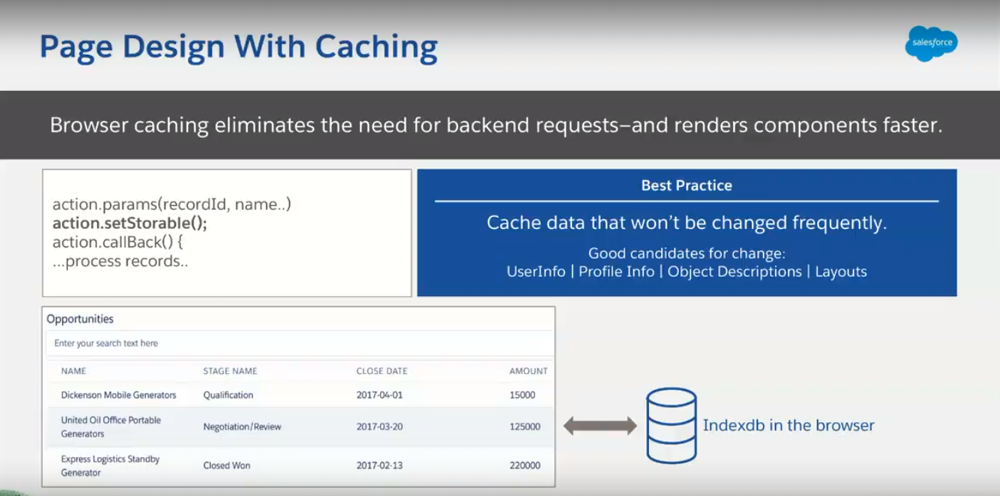 Page Design With Caching
salesforce
Browser caching eliminates the need for backend requests—and renders components faster.
action.params(recordId, name..)
action.setStorable();
action.callBack() {
...process records..
Best Practice
Cache data that won't be changed frequently.
Good candidates for change:
UserInfo | Profile Info | Object Descriptions | Layouts
Opportunities
Enter your search text here
NAME STAGE NAME CLOSE DATE AMOUNT
Dickenson Mobile Generators Qualification 2017-04-01 15000
United Oil Office Portable
Generators Negotiation/Review 2017-03-20 125000
Express Logistics Standby
Generator Closed Won 2017-02-13 220000
Indexdb in the browser